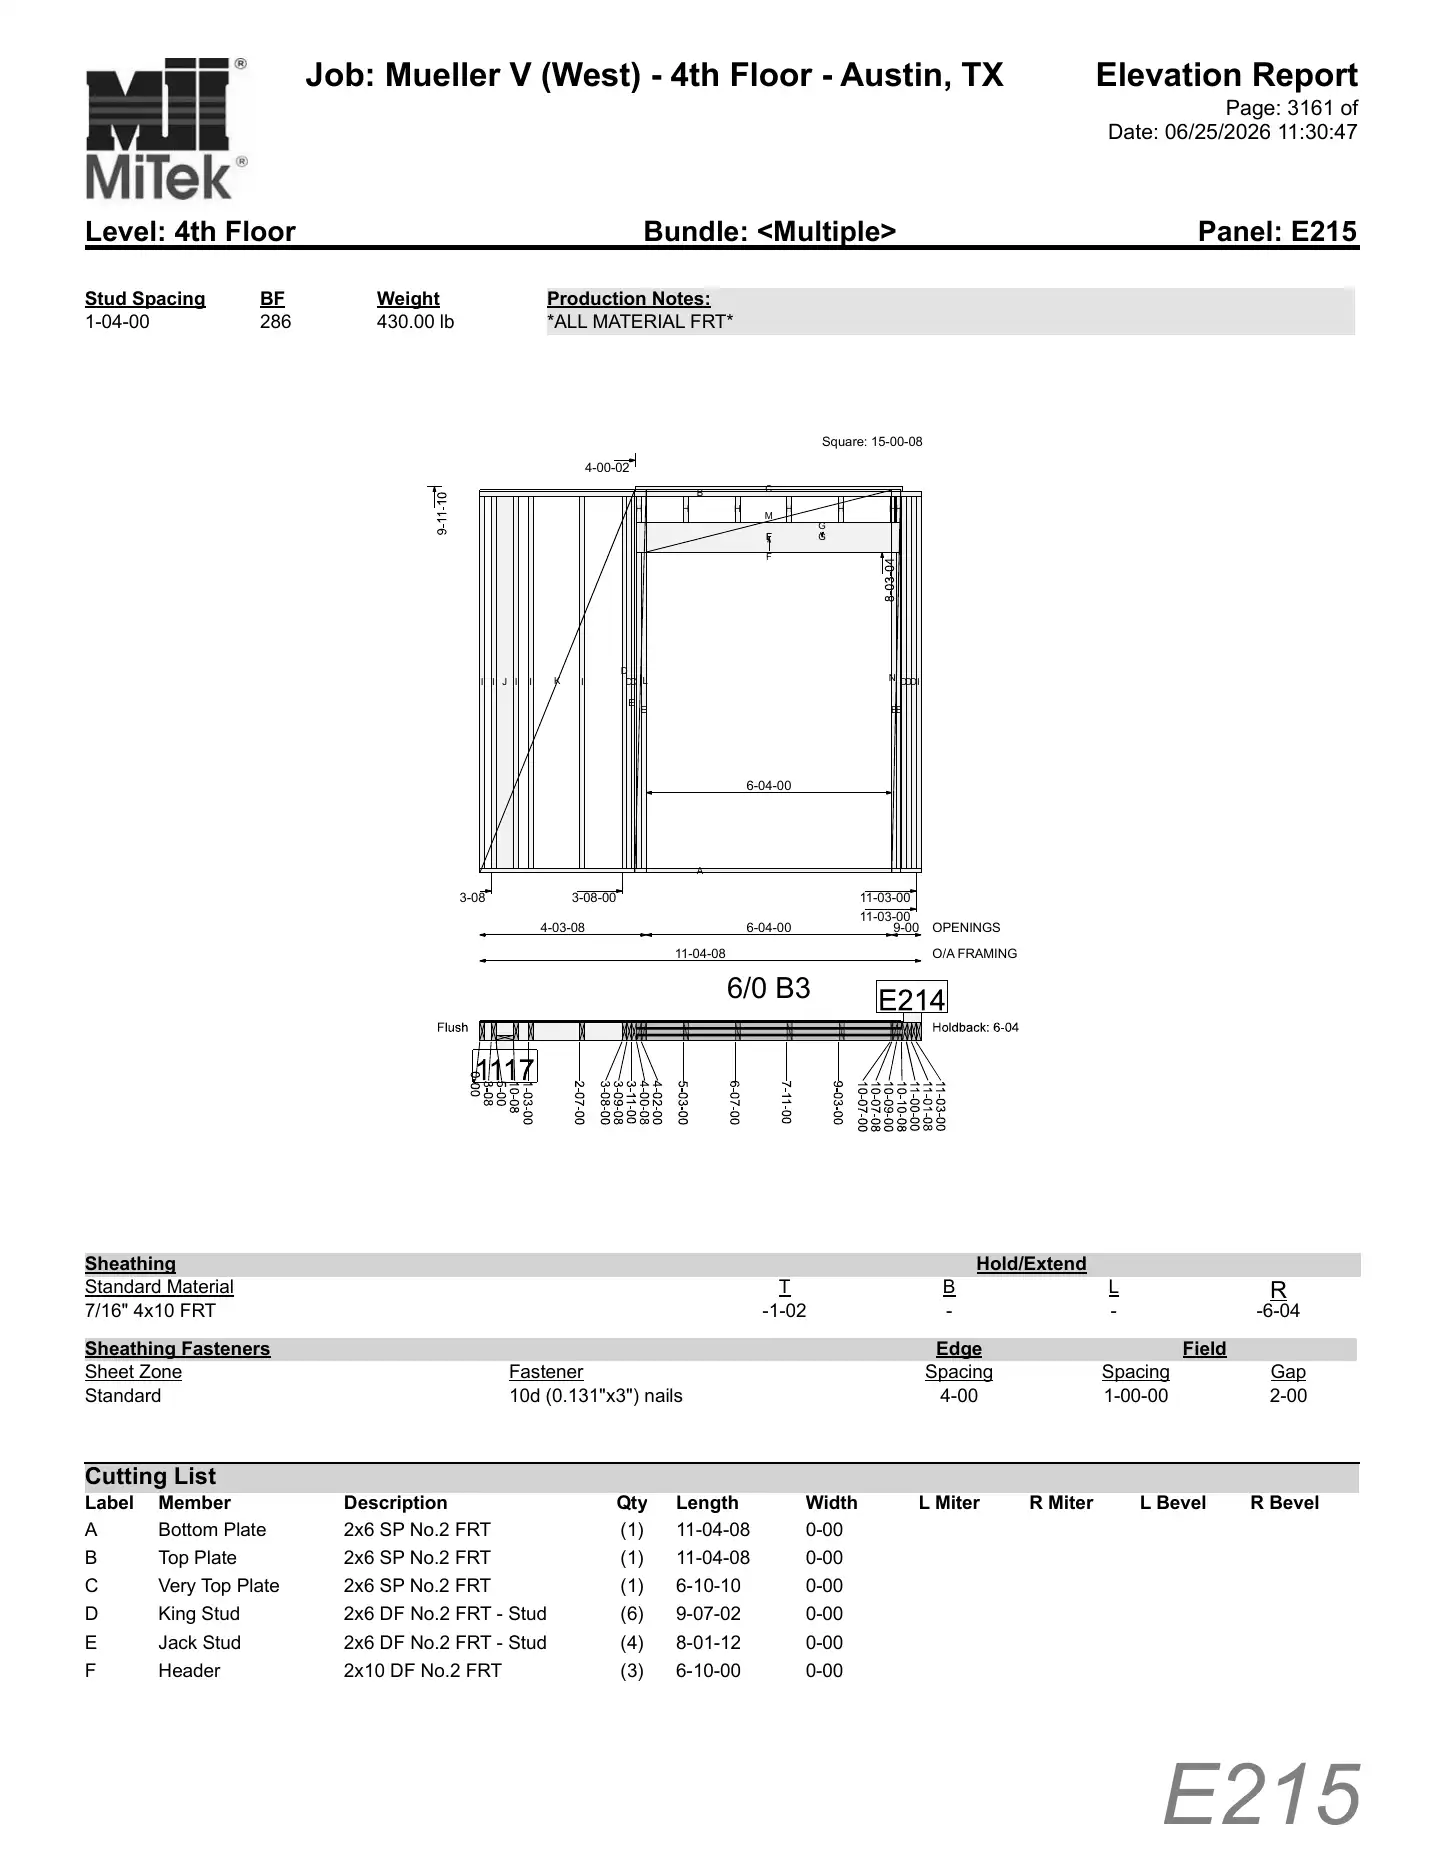 Job: Mueller V (West) - 4th Floor - Austin, TX
Elevation Report
Page: 3161 of
Date: 06/25/2026 11:30:47
MiTek®
Level: 4th Floor Bundle: <Multiple> Panel: E215
Stud Spacing BF Weight Production Notes:
1-04-00 286 430.00 lb *ALL MATERIAL FRT*
Square: 15-00-08
4-00-02
9-11-10
C
B
M
G
E G
F
8-03-04
D
I I J I I K I L N I
E
6-04-00
A
3-08 3-08-00 11-03-00
11-03-00
4-03-08 6-04-00 9-00 OPENINGS
11-04-08 O/A FRAMING
6/0 B3
E214
Flush Holdback: 6-04
1117
0-00 3-08 5-00 10-08 1-03-00 2-07-00 3-08-00 3-09-08 3-11-00 4-00-08 4-02-00 5-03-00 6-07-00 7-11-00 9-03-00 10-07-00 10-07-08 10-09-00 10-10-08 11-00-00 11-01-08 11-03-00
Sheathing Hold/Extend
Standard Material T B L R
7/16" 4x10 FRT -1-02 - - -6-04
Sheathing Fasteners Edge Field
Sheet Zone Fastener Spacing Spacing Gap
Standard 10d (0.131"x3") nails 4-00 1-00-00 2-00
Cutting List
Label Member Description Qty Length Width L Miter R Miter L Bevel R Bevel
A Bottom Plate 2x6 SP No.2 FRT (1) 11-04-08 0-00
B Top Plate 2x6 SP No.2 FRT (1) 11-04-08 0-00
C Very Top Plate 2x6 SP No.2 FRT (1) 6-10-10 0-00
D King Stud 2x6 DF No.2 FRT - Stud (6) 9-07-02 0-00
E Jack Stud 2x6 DF No.2 FRT - Stud (4) 8-01-12 0-00
F Header 2x10 DF No.2 FRT (3) 6-10-00 0-00
E215